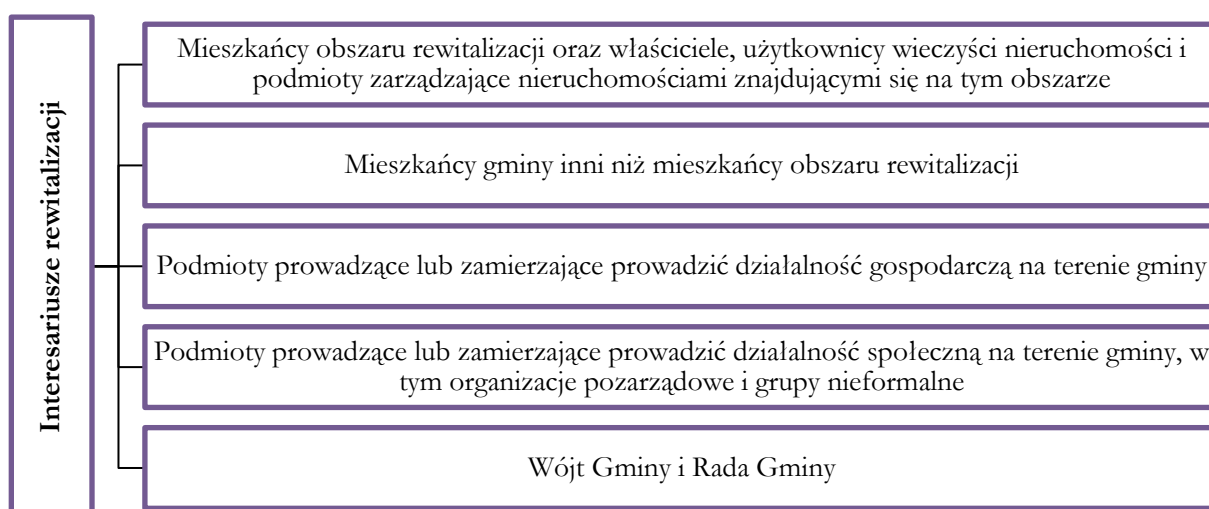 Interesariusze rewitalizacji
Mieszkańcy obszaru rewitalizacji oraz właściciele, użytkownicy wieczyści nieruchomości i
podmioty zarządzające nieruchomościami znajdującymi się na tym obszarze
Mieszkańcy gminy inni niż mieszkańcy obszaru rewitalizacji
Podmioty prowadzące lub zamierzające prowadzić działalność gospodarczą na terenie gminy
Podmioty prowadzące lub zamierzające prowadzić działalność społeczną na terenie gminy, w
tym organizacje pozarządowe i grupy nieformalne
Wójt Gminy i Rada Gminy